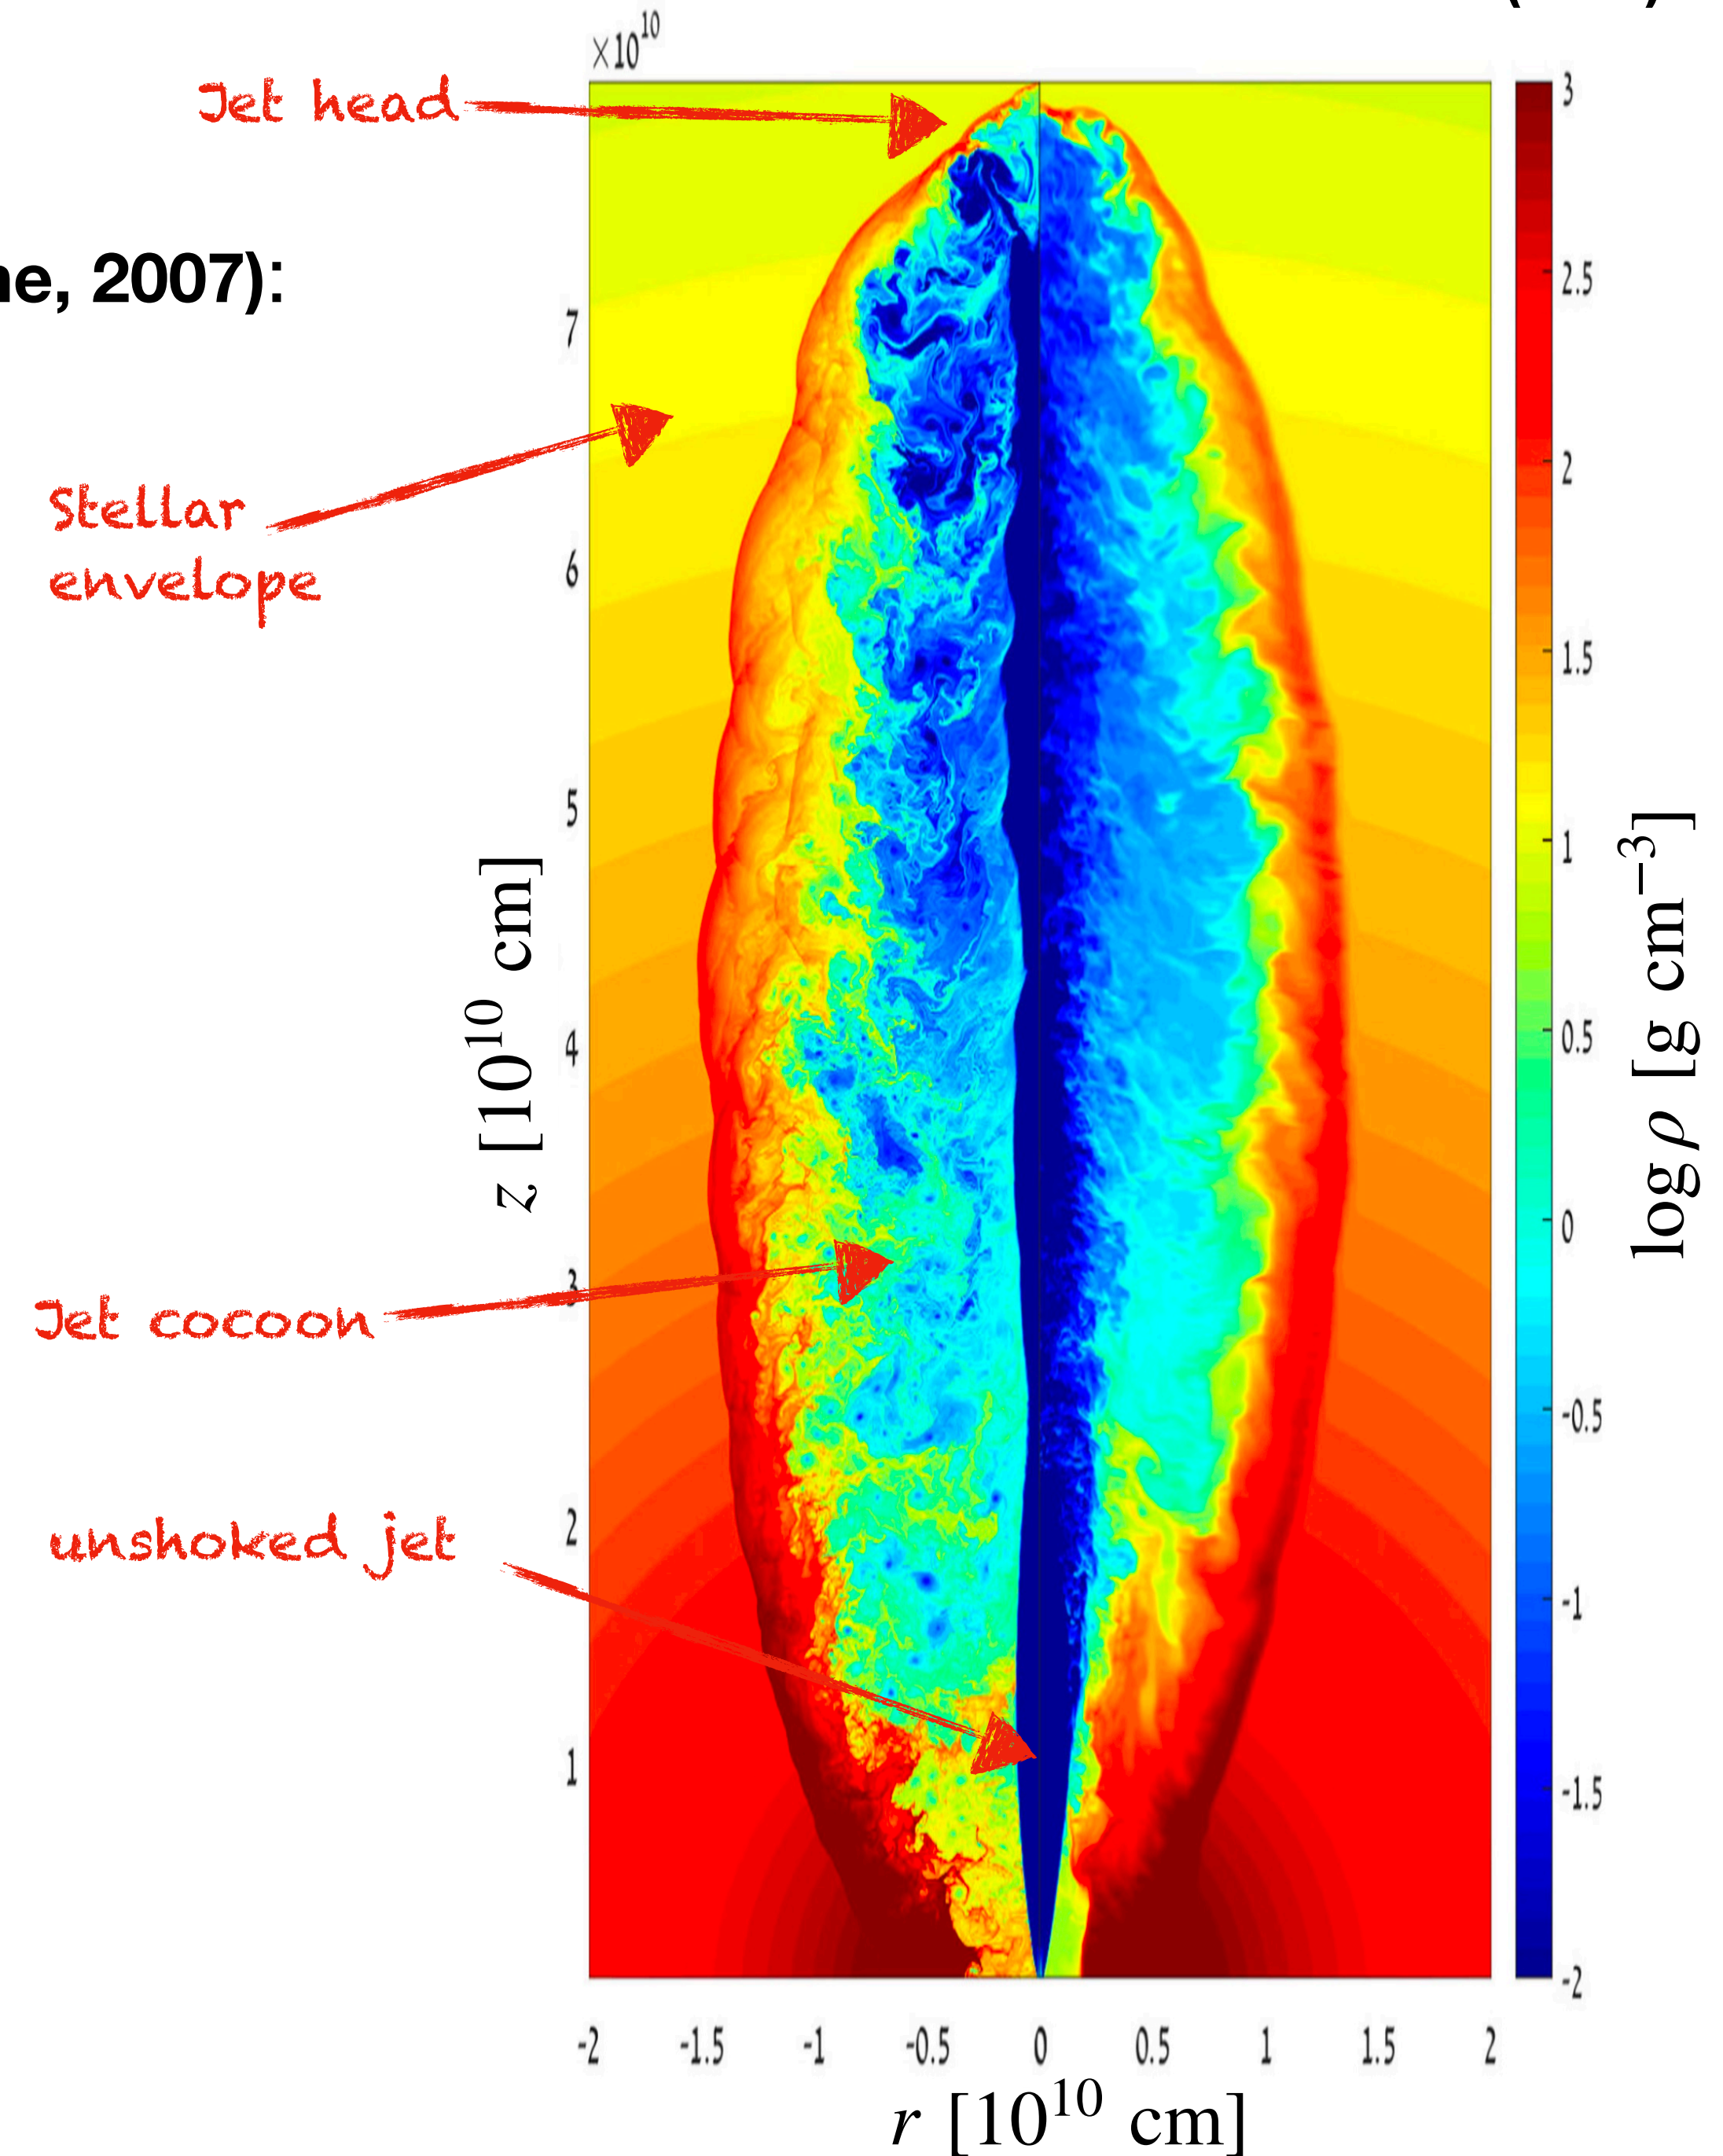 ×10^10
Jet head
ne, 2007):
Stellar
envelope
Jet cocoon
unshoked jet
z [10^10 cm]
7
6
5
4
3
2
1
-2 -1.5 -1 -0.5 0 0.5 1 1.5 2
r [10^10 cm]
3
2.5
2
1.5
1
0.5
0
-0.5
-1
-1.5
-2
log ρ [g cm^−3]